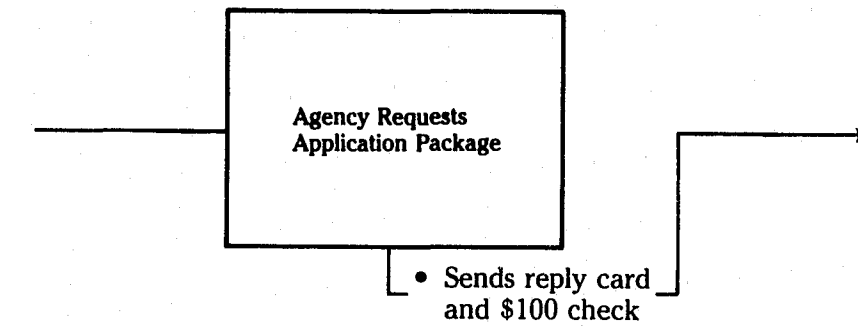 Agency Requests
Application Package
• Sends reply card
and $100 check